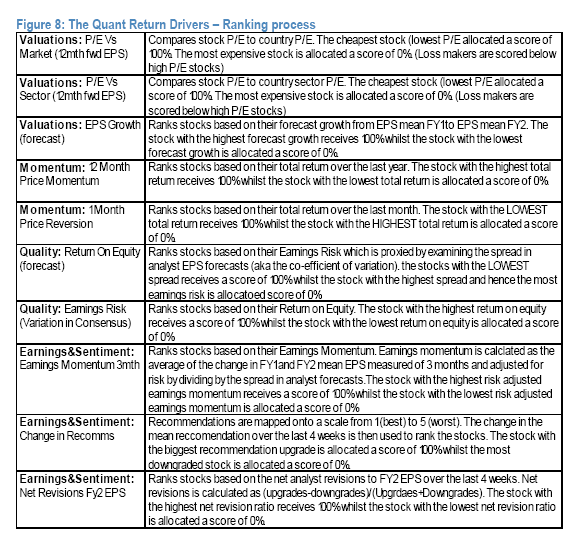 Figure 8: The Quant Return Drivers – Ranking process
Valuations: P/E Vs
Market (12mth fwd EPS)
Compares stock P/E to country P/E. The cheapest stock (lowest P/E allocated a score of
100%. The most expensive stock is allocated a score of 0%. (Loss makers are scored below
high P/E stocks)
Valuations: P/E Vs
Sector (12mth fwd EPS)
Compares stock P/E to country sector P/E. The cheapest stock (lowest P/E allocated a
score of 100%. The most expensive stock is allocated a score of 0%. (Loss makers are
scored below high P/E stocks)
Valuations: EPS Growth
(forecast)
Ranks stocks based on their forecast growth from EPS mean FY1to EPS mean FY2. The
stock with the highest forecast growth receives 100%whilst the stock with the lowest
forecast growth is allocated a score of 0%.
Momentum: 12 Month
Price Momentum
Ranks stocks based on their total return over the last year. The stock with the highest total
return receives 100%whilst the stock with the lowest total return is allocated a score of 0%.
Momentum: 1Month
Price Reversion
Ranks stocks based on their total return over the last month. The stock with the LOWEST
total return receives 100%whilst the stock with the HIGHEST total return is allocated a score
of 0%.
Quality: Return On Equity
(forecast)
Ranks stocks based on their Earnings Risk which is proxied by examining the spread in
analyst EPS forecasts (aka the co-efficient of variation). the stocks with the LOWEST
spread receives a score of 100%whilst the stock with the highest spread and hence the most
earnings risk is allocatoed score of 0%
Quality: Earnings Risk
(Variation in Consensus)
Ranks stocks based on their Return on Equity. The stock with the highest return on equity
receives a score of 100%whilst the stock with the lowest return on equity is allocated a score
of 0%
Earnings&Sentiment:
Earnings Momentum 3mth
Ranks stocks based on their Earnings Momentum. Earnings momentum is calclated as the
average of the change in FY1and FY2 mean EPS measured of 3 months and adjusted for
risk by dividing by the spread in analyst forecasts.The stock with the highest risk adjusted
earnings momentum receives a score of 100%whilst the stock with the lowest risk adjusted
earnings momentum is allocated a score of 0%
Earnings&Sentiment:
Change in Recomms
Recommendations are mapped onto a scale from 1(best) to 5 (worst). The change in the
mean reccomendation over the last 4 weeks is then used to rank the stocks. The stock with
the biggest recommendation upgrade is allocated a score of 100%whilst the most
downgraded stock is allocated a score of 0%.
Earnings&Sentiment:
Net Revisions Fy2 EPS
Ranks stocks based on the net analyst revisions to FY2 EPS over the last 4 weeks. Net
revisions is calculated as (upgrades-downgrades)/(Upgrdaes+Downgrades). The stock with
the highest net revision ratio receives 100%whilst the stock with the lowest net revision ratio
is allocated a score of 0%.